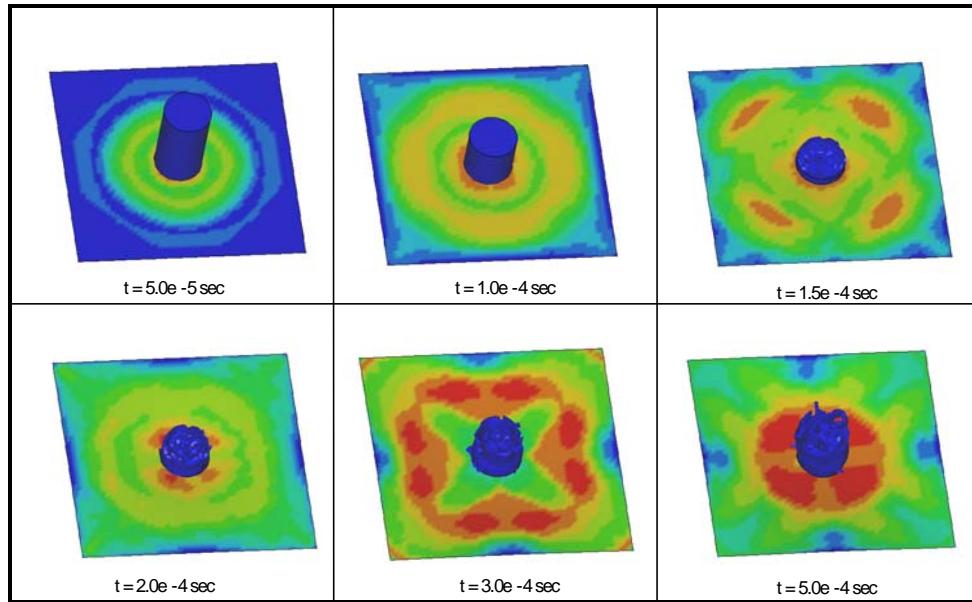 t = 5.0e -5 sec
t = 1.0e -4 sec
t = 1.5e -4 sec
t = 2.0e -4 sec
t = 3.0e -4 sec
t = 5.0e -4 sec